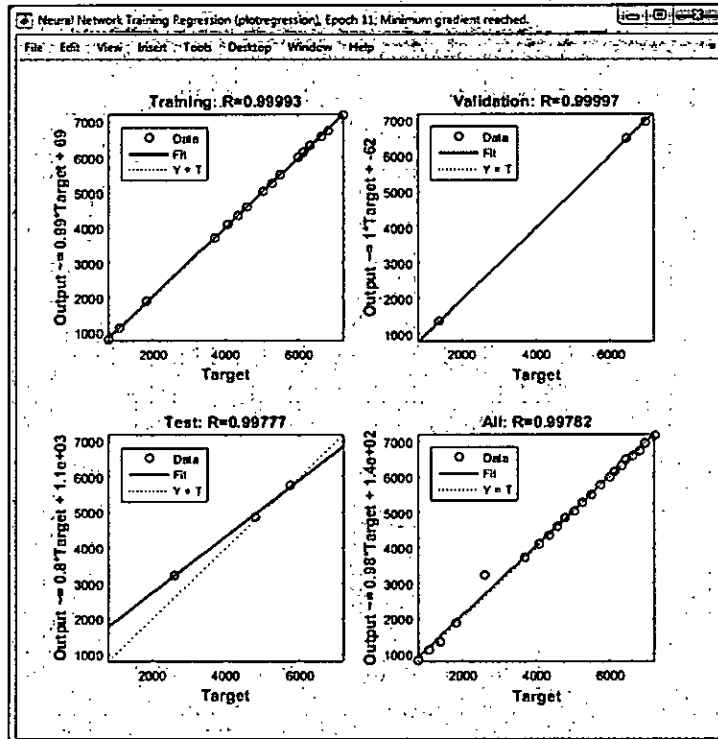 Neural Network Training Regression (plotregression), Epoch 11, Minimum gradient reached.
File Edit View Insert Tools Desktop Window Help
Training: R=0.99993
Output ~= 0.99*Target + 69
7000
6000
5000
4000
3000
2000
1000
Data
Fit
Y = T
2000 4000 6000
Target
Validation: R=0.99997
Output ~= 1*Target + -62
7000
6000
5000
4000
3000
2000
1000
Data
Fit
Y = T
2000 4000 6000
Target
Test: R=0.99777
Output ~= 0.8*Target + 1.1e+03
7000
6000
5000
4000
3000
2000
1000
Data
Fit
Y = T
2000 4000 6000
Target
All: R=0.99782
Output ~= 0.98*Target + 1.4e+02
7000
6000
5000
4000
3000
2000
1000
Data
Fit
Y = T
2000 4000 6000
Target